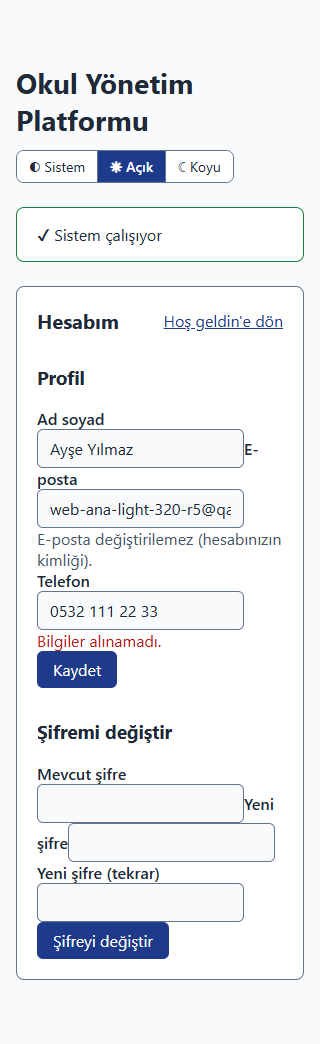 Okul Yönetim
Platformu
◐ Sistem ☀ Açık ☾ Koyu
✓ Sistem çalışıyor
Hesabım Hoş geldin'e dön
Profil
Ad soyad
Ayşe Yılmaz E-
posta
web-ana-light-320-r5@qa
E-posta değiştirilemez (hesabınızın
kimliği).
Telefon
0532 111 22 33
Bilgiler alınamadı.
Kaydet
Şifremi değiştir
Mevcut şifre
Yeni
şifre
Yeni şifre (tekrar)
Şifreyi değiştir